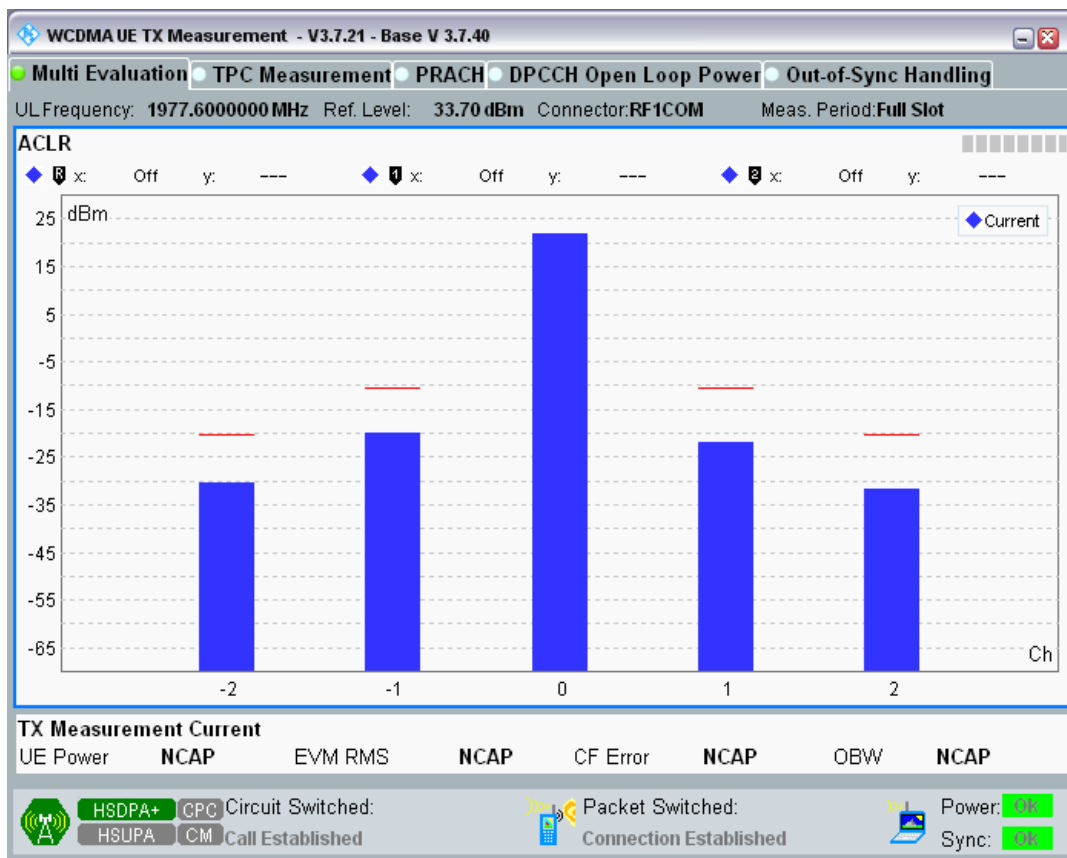 WCDMA UE TX Measurement - V3.7.21 - Base V 3.7.40
Multi Evaluation TPC Measurement PRACH DPCCH Open Loop Power Out-of-Sync Handling
UL Frequency: 1977.6000000 MHz Ref. Level: 33.70 dBm Connector:RF1COM Meas. Period:Full Slot
ACLR
R x: Off y: --- 1 x: Off y: --- 2 x: Off y: ---
dBm
Current
25
15
5
-5
-15
-25
-35
-45
-55
-65
Ch
-2 -1 0 1 2
TX Measurement Current
UE Power NCAP EVM RMS NCAP CF Error NCAP OBW NCAP
HSDPA+ CPC Circuit Switched: Packet Switched: Power: Ok
HSUPA CM Call Established Connection Established Sync: Ok